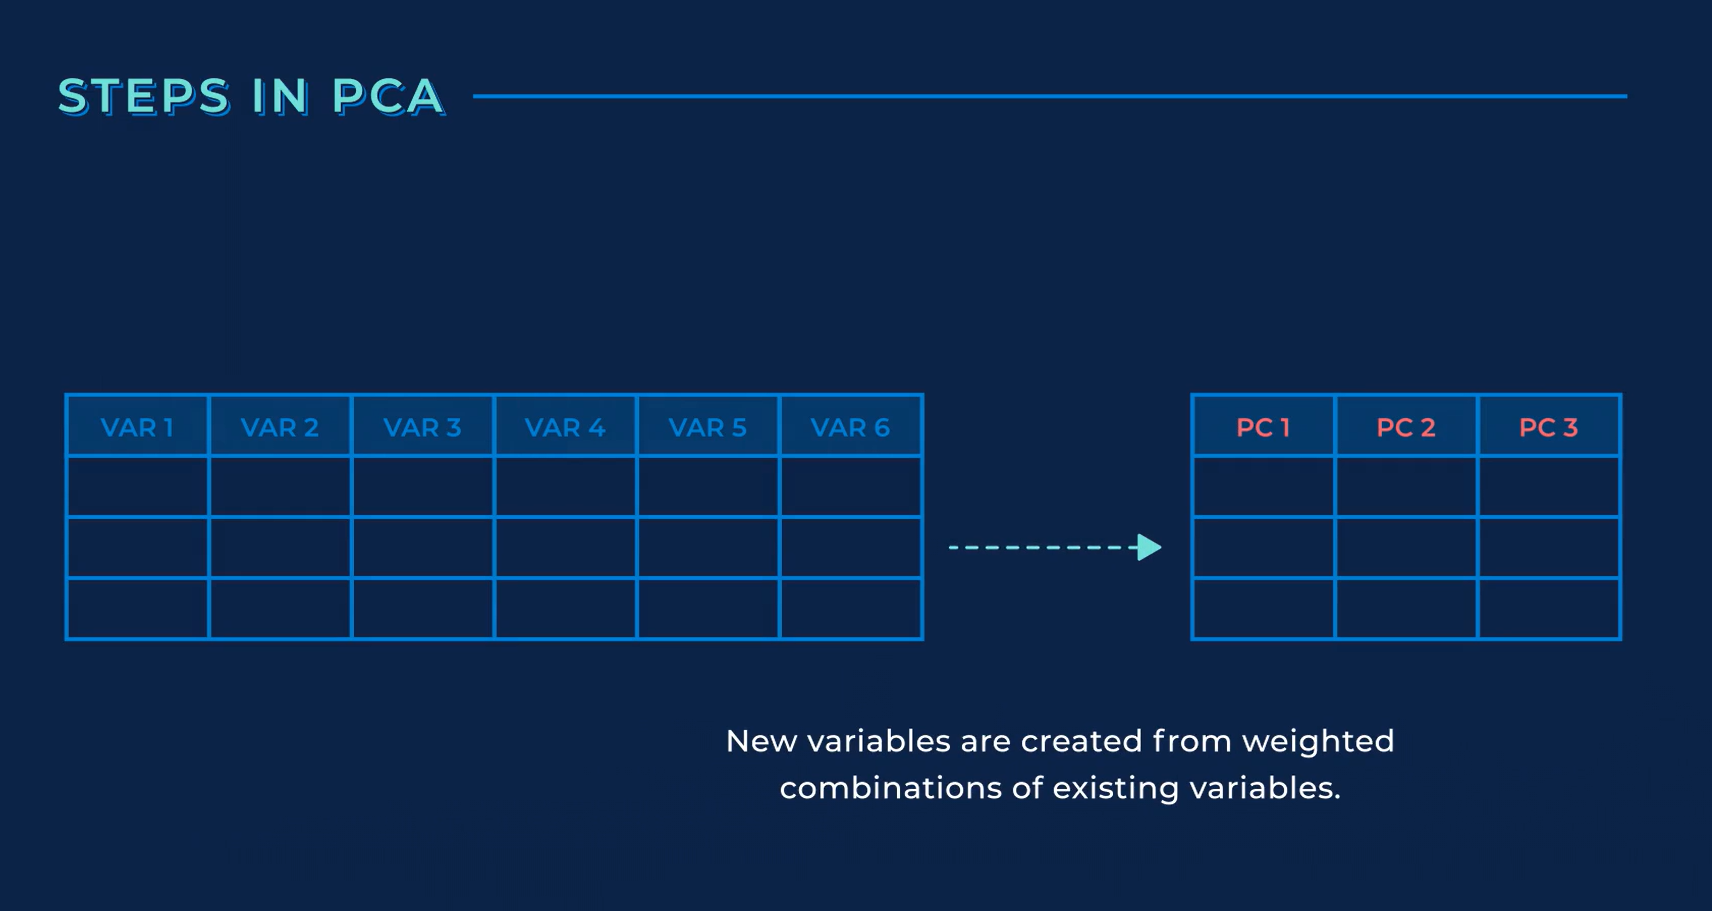 STEPS IN PCA
VAR 1 VAR 2 VAR 3 VAR 4 VAR 5 VAR 6
PC 1 PC 2 PC 3
New variables are created from weighted
combinations of existing variables.